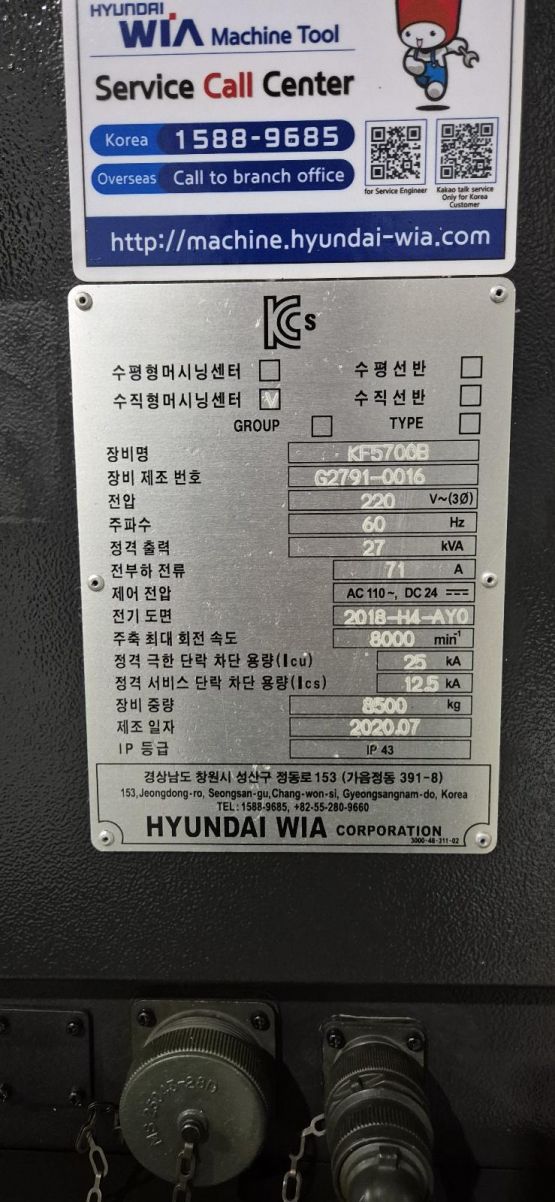 HYUNDAI
WIA Machine Tool
Service Call Center
Korea 1588-9685
Overseas Call to branch office
for Service Engineer
Kakao talk service
Only for Korea
Customer
http://machine.hyundai-wia.com
KC s
수평형머시닝센터 수평선반
수직형머시닝센터 V 수직선반
GROUP TYPE
장비명 KF5700B
장비 제조 번호 G2791-0016
전압 220 V~(3Ø)
주파수 60 Hz
정격 출력 27 kVA
전부하 전류 71 A
제어 전압 AC 110~, DC 24
전기 도면 2018-H4-AY0
주축 최대 회전 속도 8000 min⁻¹
정격 극한 단락 차단 용량(Icu) 25 kA
정격 서비스 단락 차단 용량(Ics) 12.5 kA
장비 중량 8500 kg
제조 일자 2020.07
IP 등급 IP 43
경상남도 창원시 성산구 정동로 153 (가음정동 391-8)
153, Jeongdong-ro, Seongsan-gu, Chang-won-si, Gyeongsangnam-do, Korea
TEL : 1588-9685, +82-55-280-9660
HYUNDAI WIA CORPORATION
3000-48-311-02